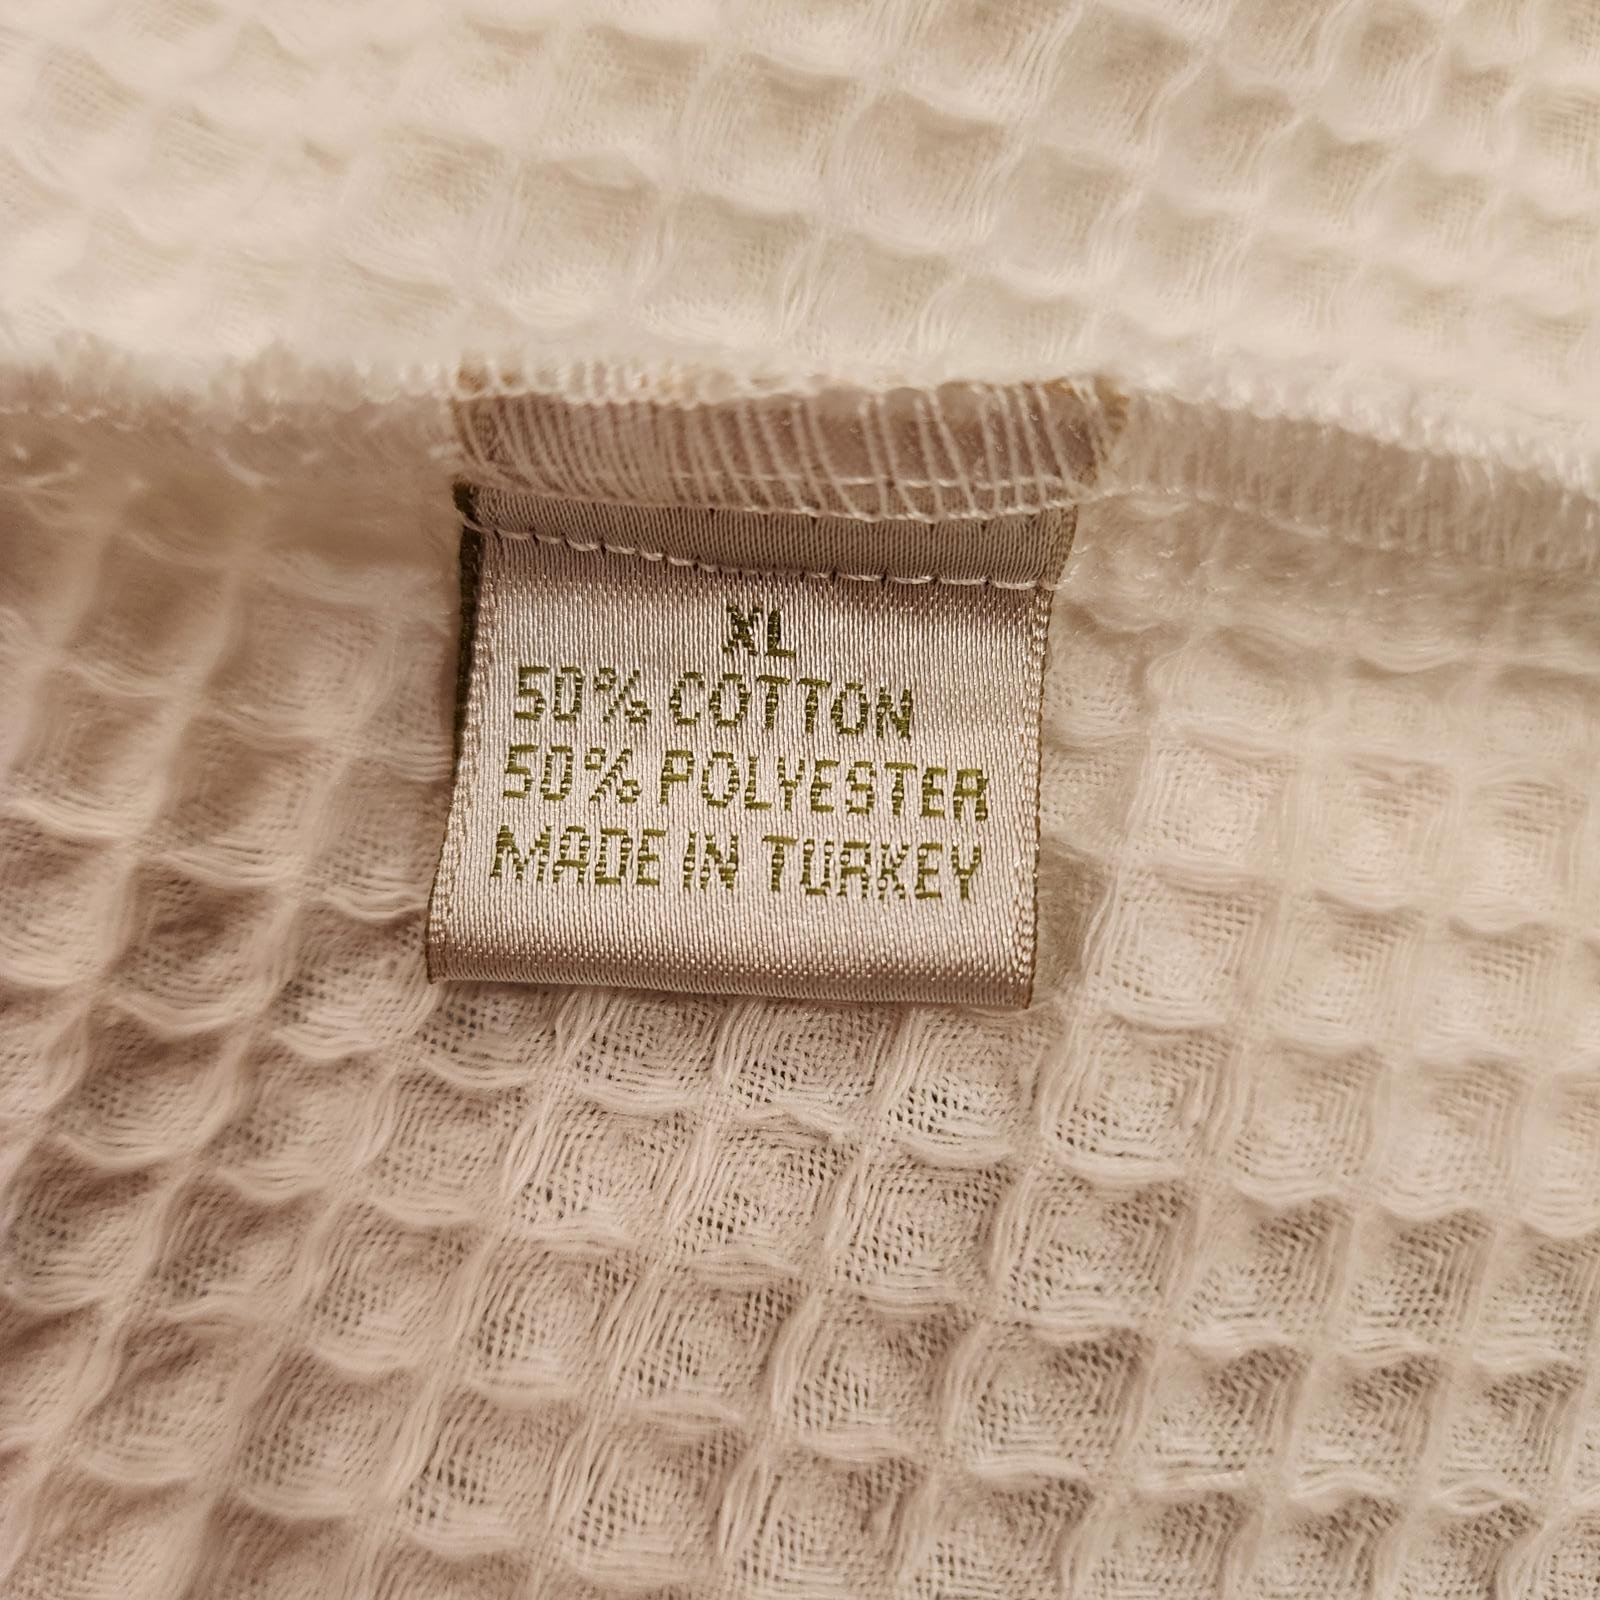 XL
50% COTTON
50% POLYESTER
MADE IN TURKEY